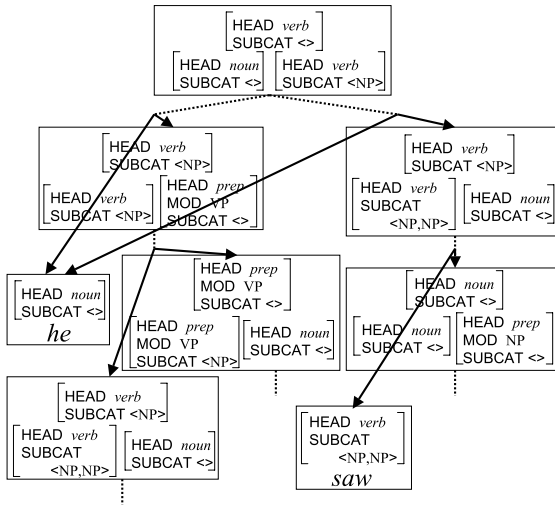 HEAD verb
SUBCAT <>
HEAD noun HEAD verb
SUBCAT <> SUBCAT <NP>
HEAD verb
SUBCAT <NP>
HEAD verb
SUBCAT <NP>
HEAD prep
MOD VP
SUBCAT <>
HEAD verb
SUBCAT <NP>
HEAD verb
SUBCAT
<NP,NP>
HEAD noun
SUBCAT <>
HEAD noun
SUBCAT <>
he
HEAD prep
MOD VP
SUBCAT <>
HEAD prep
MOD VP
SUBCAT <NP>
HEAD noun
SUBCAT <>
HEAD noun
SUBCAT <>
HEAD noun
SUBCAT <>
HEAD prep
MOD NP
SUBCAT <>
HEAD verb
SUBCAT <NP>
HEAD verb
SUBCAT
<NP,NP>
HEAD noun
SUBCAT <>
HEAD verb
SUBCAT
<NP,NP>
saw